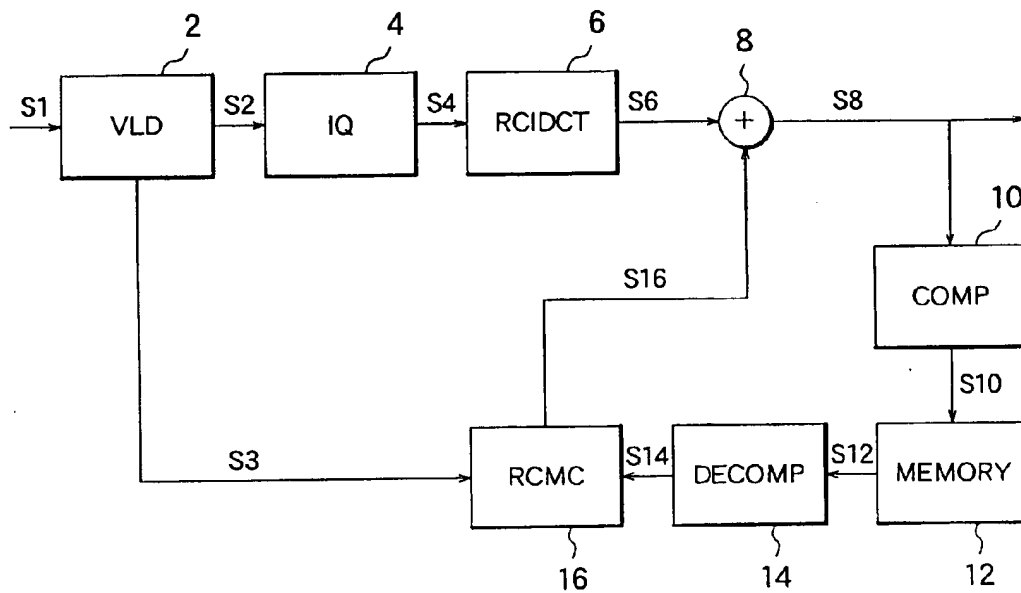 2
4
6
8
S1
VLD
S2
IQ
S4
RCIDCT
S6
+
S8
10
COMP
S16
S10
S3
RCMC
S14
DECOMP
S12
MEMORY
16
14
12